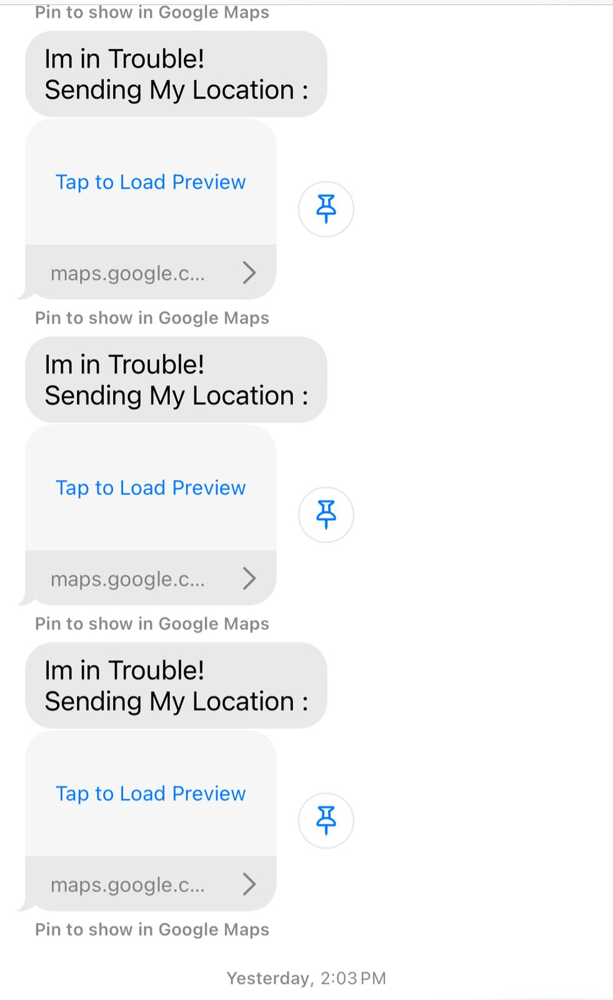 Pin to show in Google Maps
Im in Trouble!
Sending My Location :
Tap to Load Preview
maps.google.c...
Pin to show in Google Maps
Im in Trouble!
Sending My Location :
Tap to Load Preview
maps.google.c...
Pin to show in Google Maps
Im in Trouble!
Sending My Location :
Tap to Load Preview
maps.google.c...
Pin to show in Google Maps
Yesterday, 2:03 PM